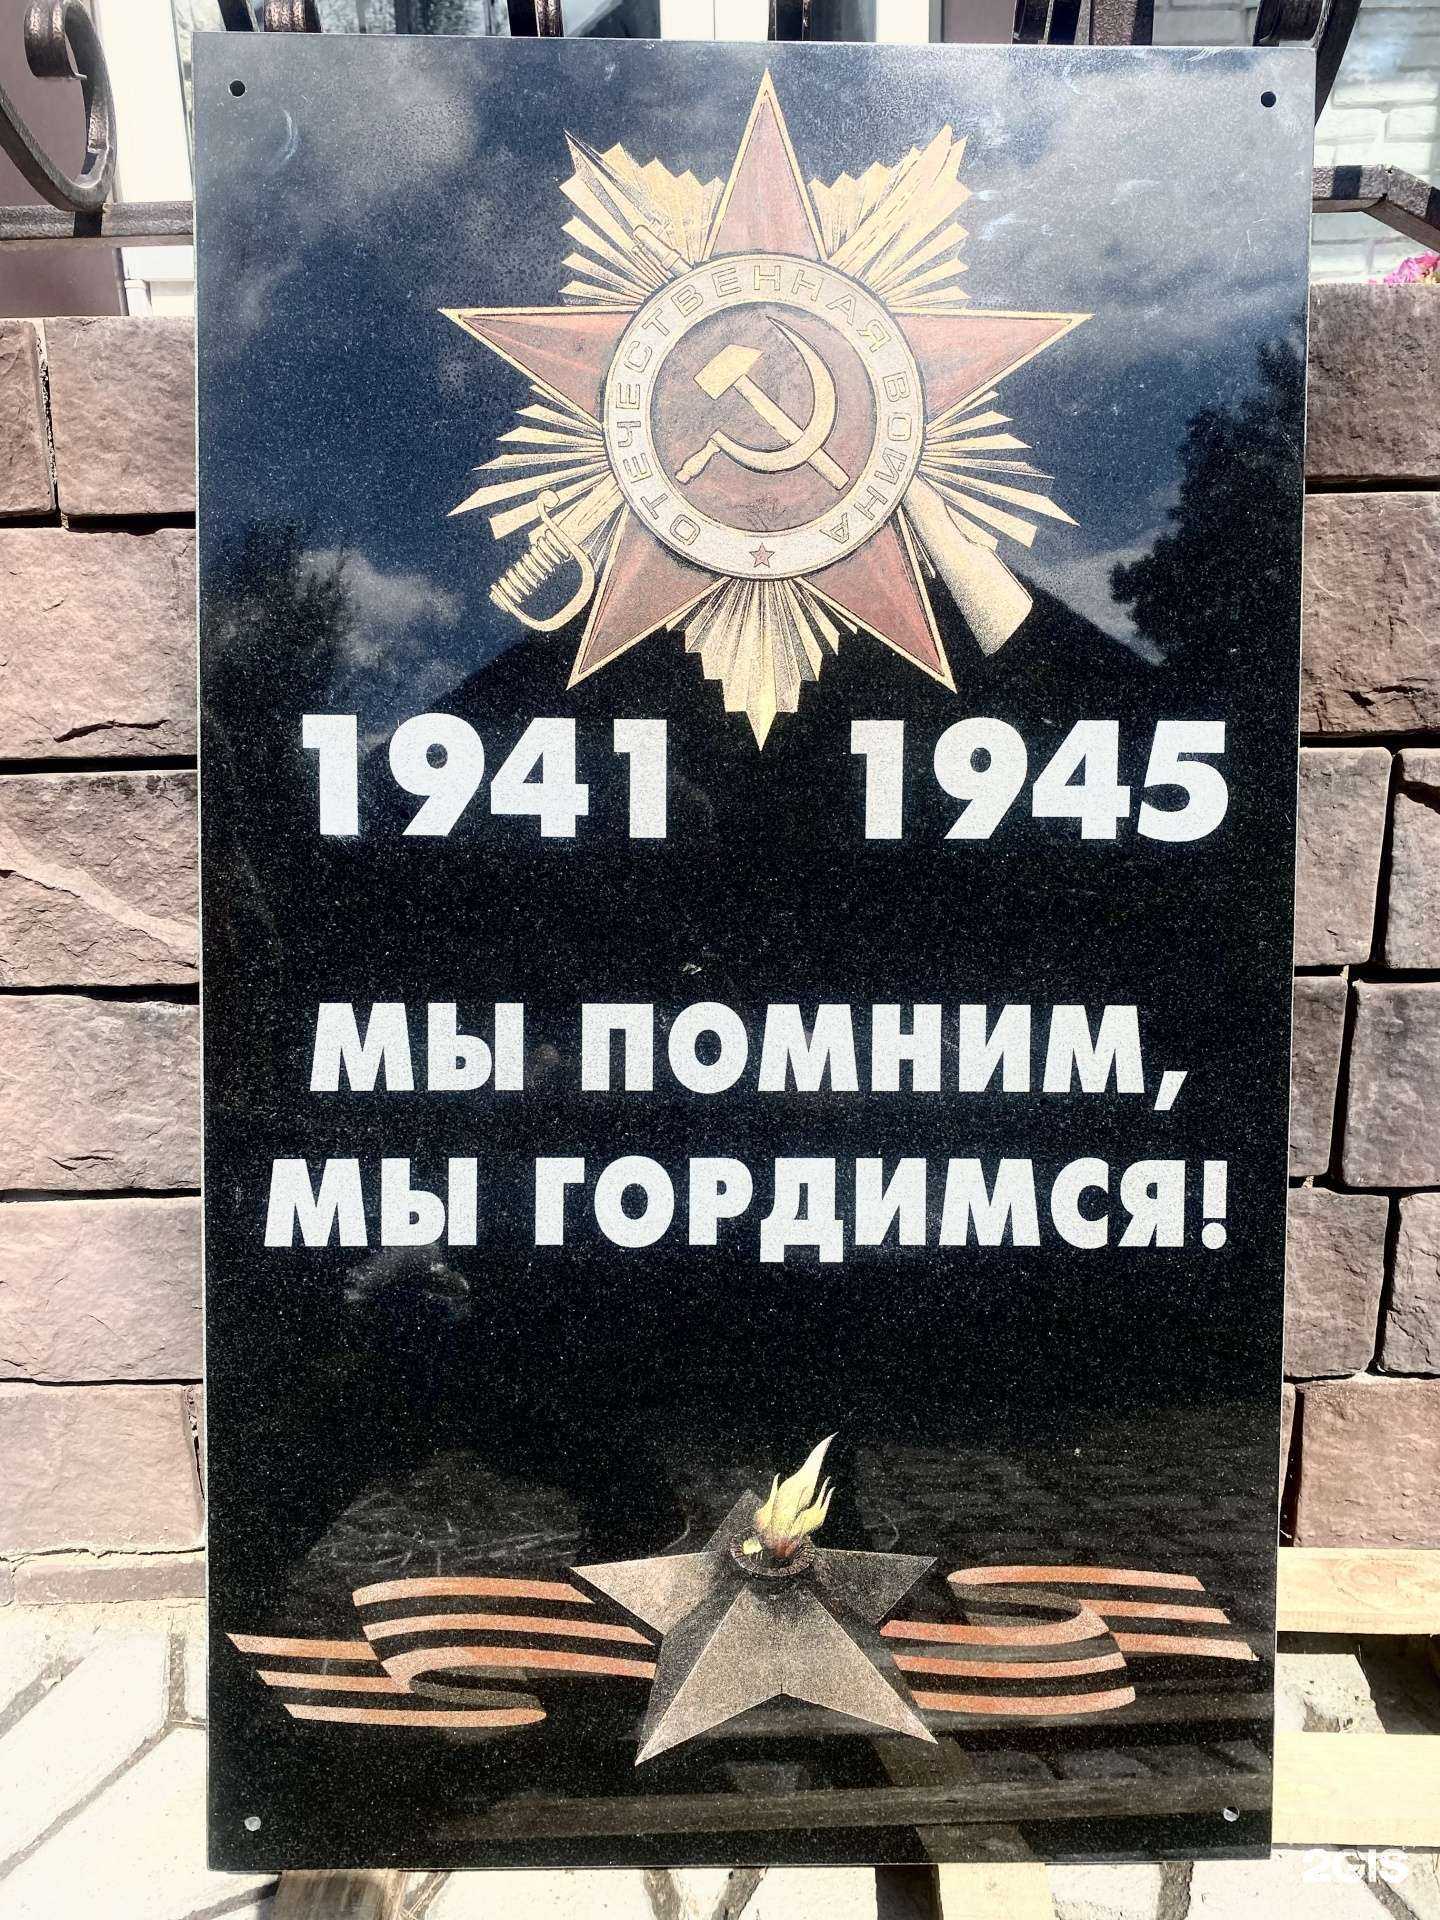 ОТЕЧЕСТВЕННАЯ ВОЙНА
1941 1945
МЫ ПОМНИМ,
МЫ ГОРДИМСЯ!
2GIS